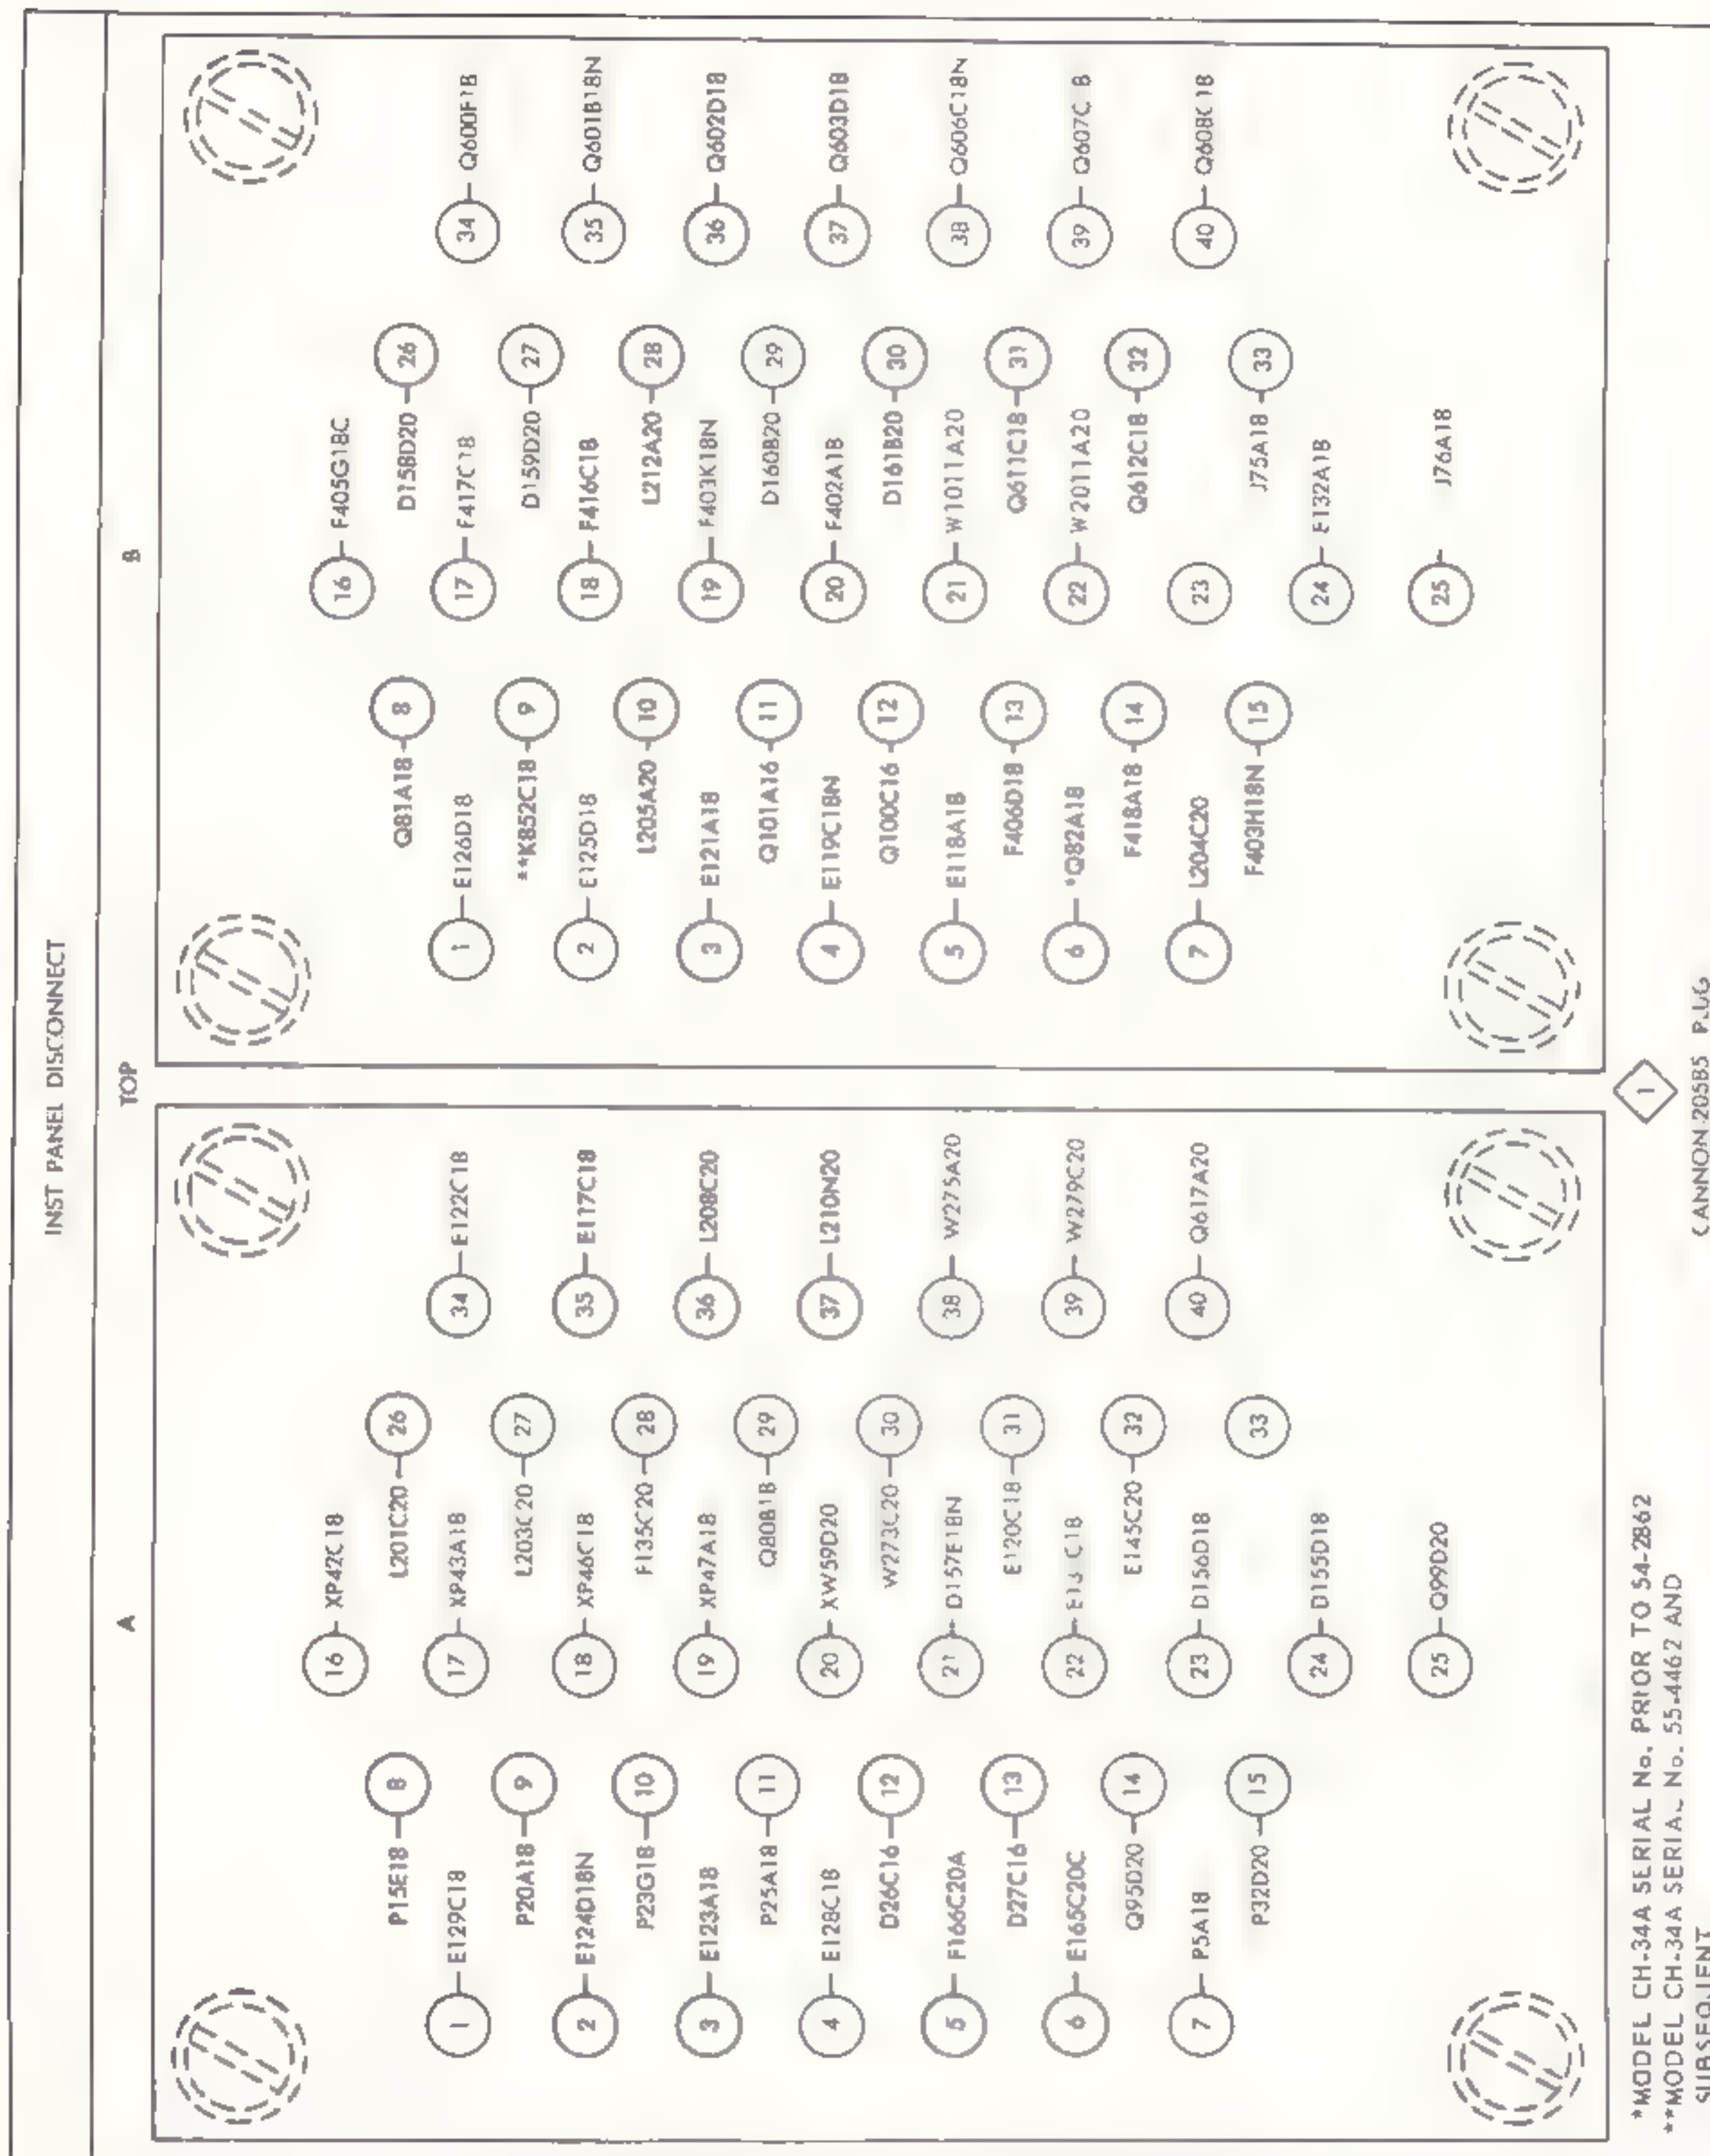 INST PANEL DISCONNECT
TOP
A
1 E129C18
2 E124D18N
3 E123A18
4 E128C18
5 F166C20A
6 E165C20C
7 P5A18
P15E18 8
P20A18 9
P23G18 10
P25A18 11
D26C16 12
D27C16 13
Q95D20 14
P32D20 15
16 XP42C18
17 XP43A18
18 XP46C18
19 XP47A18
20 XW59D20
21 D157E18N
22
23 D156D18
24 D155D18
25 Q99D20
L201C20 26
L203C20 27
F135C20 28
Q80B18 29
W273C20 30
E120C18 31
E145C20 32
33
34 E122C18
35 E117C18
36 L208C20
37 L210N20
38 W275A20
39 W279C20
40 Q617A20
B
1 E126D18
2 E125D18
3 E121A18
4 E119C18N
5 E118A18
6 *Q82A18
7 L204C20
Q81A18 8
**K852C18 9
L205A20 10
Q101A16 11
Q100C16 12
F406D18 13
F418A18 14
F403H18N 15
16 F405G18C
17 F417C18
18 F416C18
19 F403K18N
20 F402A18
21 W1011A20
22 W2011A20
23
24 E132A18
25 J76A18
D158D20 26
D159D20 27
L212A20 28
D160B20 29
D161B20 30
Q611C18 31
Q612C18 32
J75A18 33
34 Q600F18
35 Q601B18N
36 Q602D18
37 Q603D18
38 Q606C18N
39
40 Q608C18
1
CANNON 20585 PLUG
*MODEL CH-34A SERIAL No. PRIOR TO 54-2862
**MODEL CH-34A SERIAL No. 55-4462 AND
SUBSEQUENT